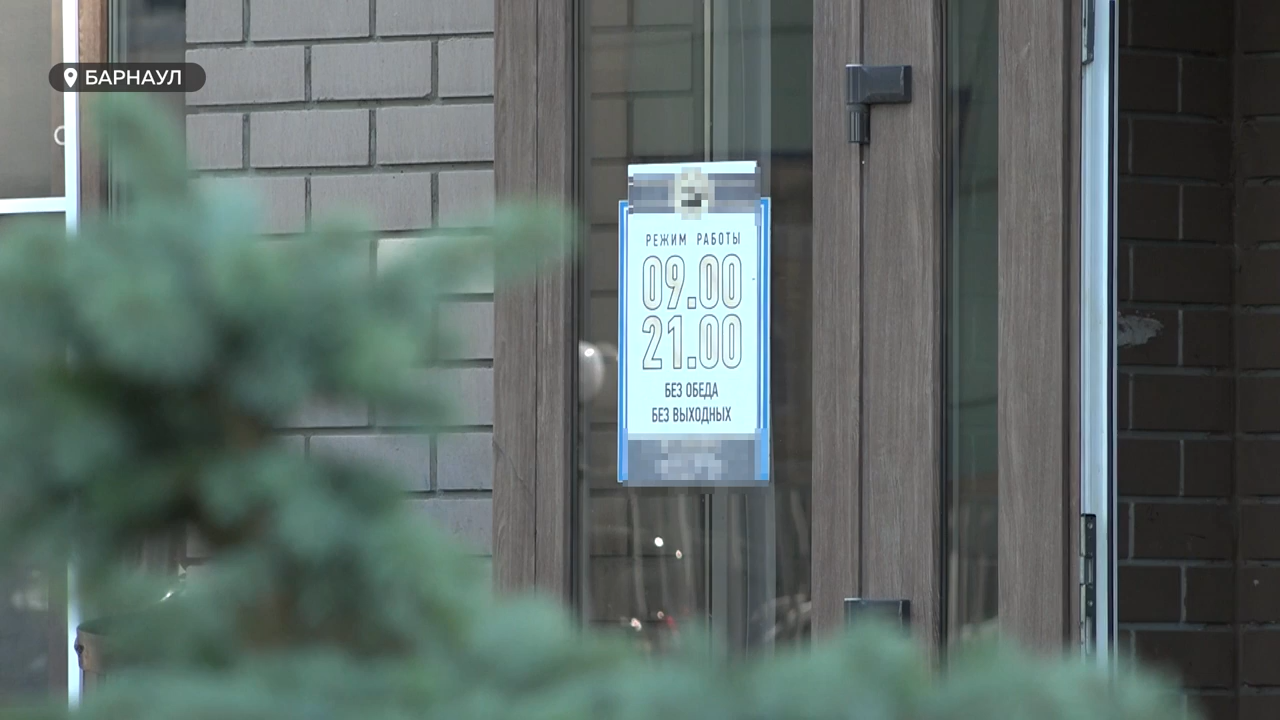 БАРНАУЛ
РЕЖИМ РАБОТЫ
09.00
21.00
БЕЗ ОБЕДА
БЕЗ ВЫХОДНЫХ